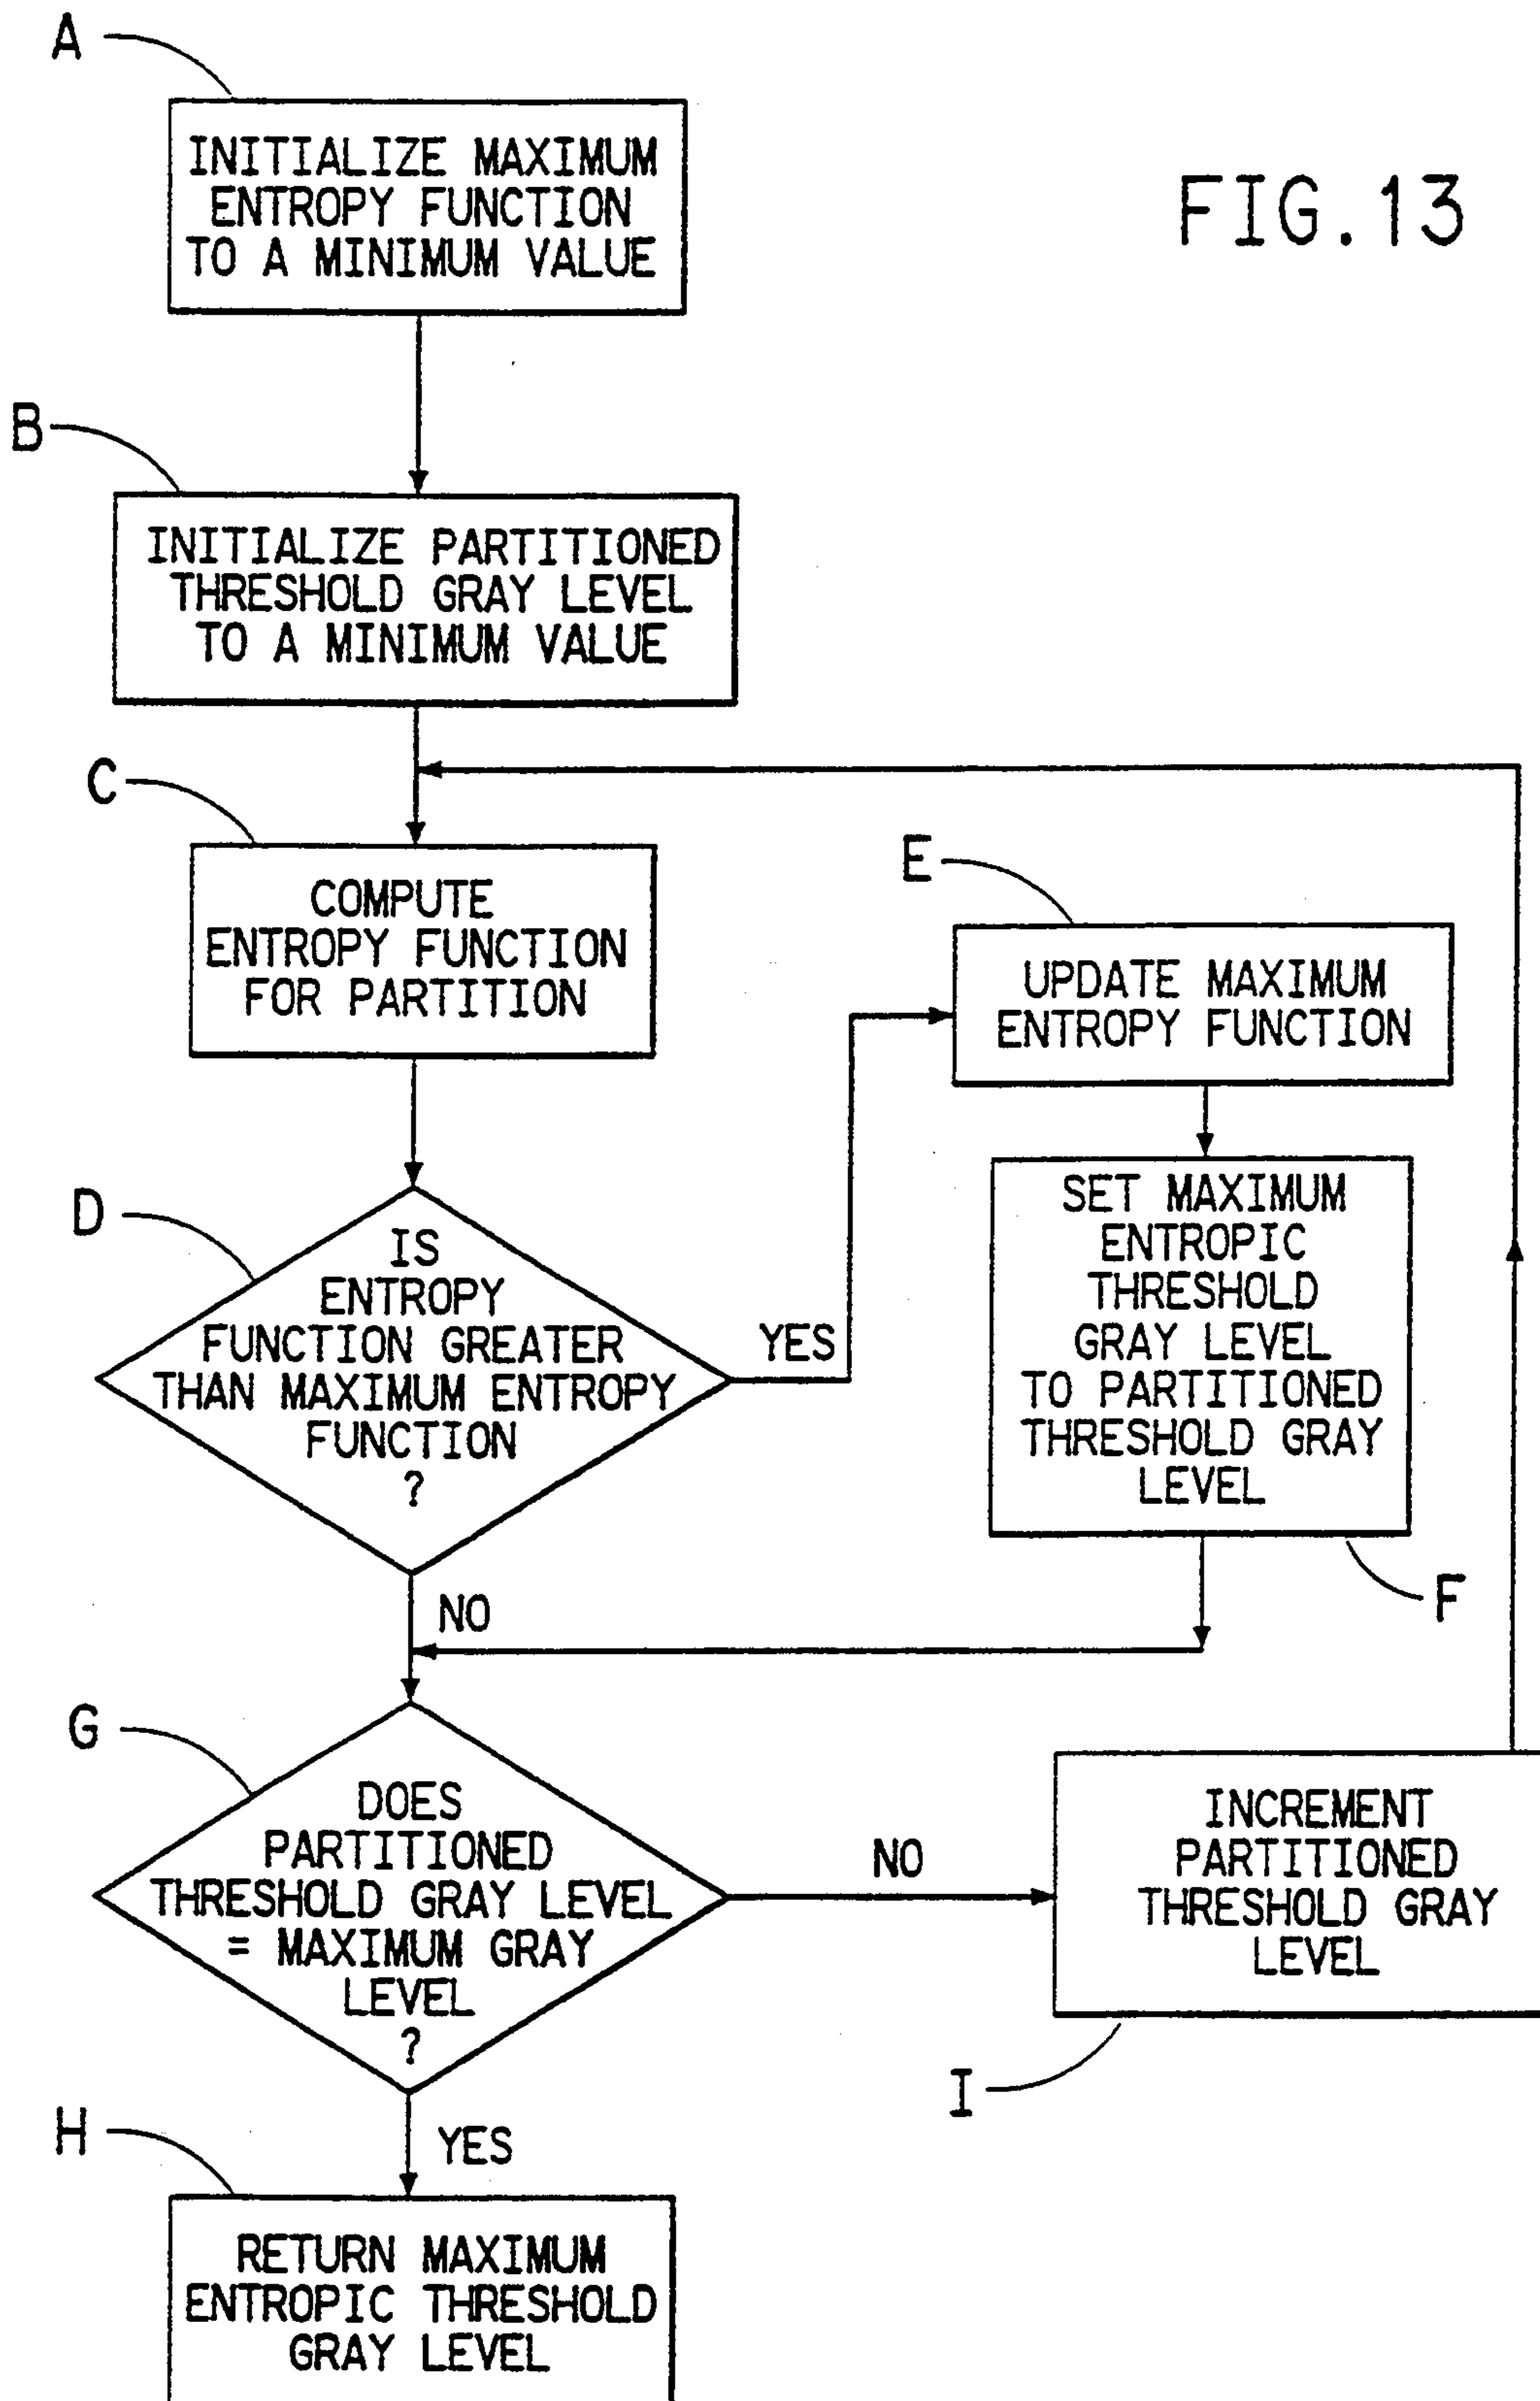 A
INITIALIZE MAXIMUM
ENTROPY FUNCTION
TO A MINIMUM VALUE
FIG.13
B
INITIALIZE PARTITIONED
THRESHOLD GRAY LEVEL
TO A MINIMUM VALUE
C
COMPUTE
ENTROPY FUNCTION
FOR PARTITION
D
IS
ENTROPY
FUNCTION GREATER
THAN MAXIMUM ENTROPY
FUNCTION
?
YES
E
UPDATE MAXIMUM
ENTROPY FUNCTION
SET MAXIMUM
ENTROPIC
THRESHOLD
GRAY LEVEL
TO PARTITIONED
THRESHOLD GRAY
LEVEL
F
NO
G
DOES
PARTITIONED
THRESHOLD GRAY LEVEL
= MAXIMUM GRAY
LEVEL
?
NO
INCREMENT
PARTITIONED
THRESHOLD GRAY
LEVEL
I
YES
H
RETURN MAXIMUM
ENTROPIC THRESHOLD
GRAY LEVEL